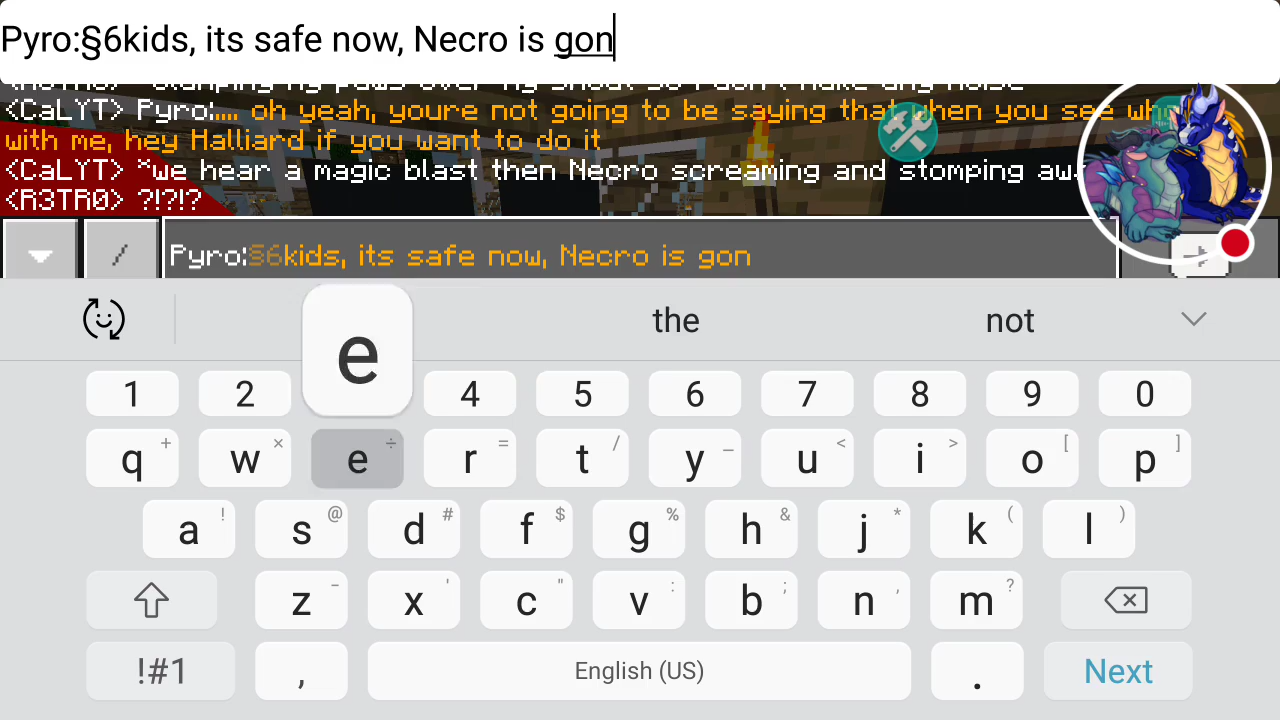 Pyro:§6kids, its safe now, Necro is gon
<CaLYT> Pyro:.... oh yeah, youre not going to be saying that when you see wh
with me, hey Halliard if you want to do it
<CaLYT> *we hear a magic blast then Necro screaming and stomping aw
<R3TR0> ?!?!?
/ Pyro:§6kids, its safe now, Necro is gon
e the not
1 2 4 5 6 7 8 9 0
q + w × e ÷ r = t / y _ u < i > o [ p ]
a ! s @ d # f $ g % h & j * k ( l )
z - x ' c " v : b ; n , m ?
!#1 , English (US) . Next